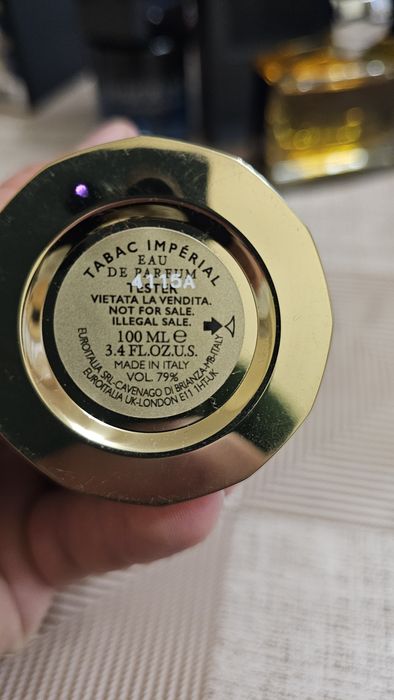 TABAC IMPÉRIAL
EAU
DE PARFUM
4115A
TESTER
VIETATA LA VENDITA.
NOT FOR SALE.
ILLEGAL SALE.
100 ML ℮
3.4 FL.OZ.U.S.
MADE IN ITALY
VOL. 79%
EUROITALIA SRL-CAVENAGO DI BRIANZA-MB-ITALY
EUROITALIA UK-LONDON E11 1HT-UK